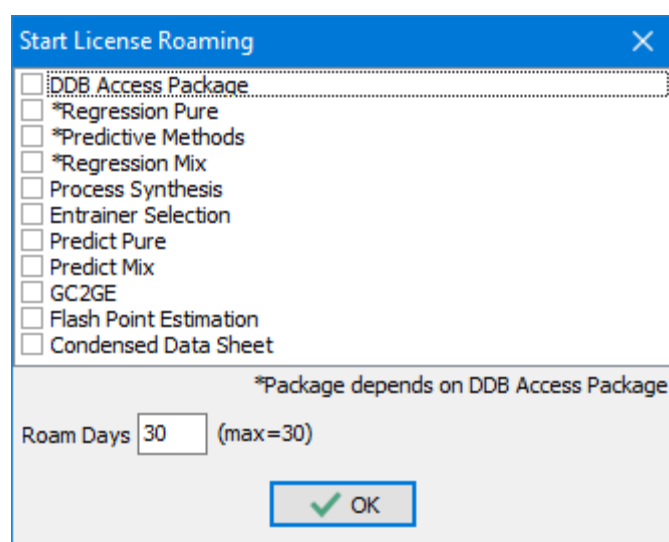 Start License Roaming
DDB Access Package
*Regression Pure
*Predictive Methods
*Regression Mix
Process Synthesis
Entrainer Selection
Predict Pure
Predict Mix
GC2GE
Flash Point Estimation
Condensed Data Sheet
*Package depends on DDB Access Package
Roam Days 30 (max=30)
OK